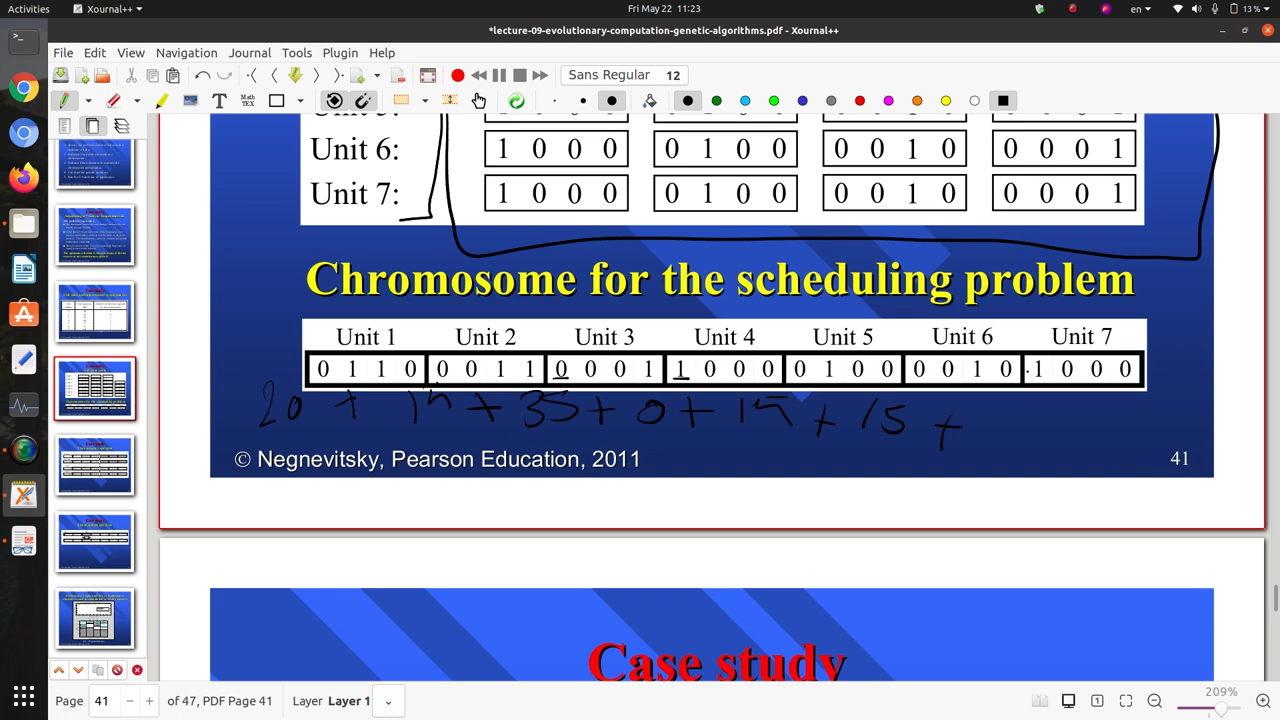 Activities Xournal++ Fri May 22 11:23 en 13 %
*lecture-09-evolutionary-computation-genetic-algorithms.pdf - Xournal++
File Edit View Navigation Journal Tools Plugin Help
Sans Regular 12
Unit 6: 1 0 0 0 0 1 0 0 0 0 1 0 0 0 0 1
Unit 7: 1 0 0 0 0 1 0 0 0 0 1 0 0 0 0 1
Chromosome for the scheduling problem
Unit 1 Unit 2 Unit 3 Unit 4 Unit 5 Unit 6 Unit 7
0 1 1 0 0 0 1 1 0 0 0 1 1 0 0 0 0 1 0 0 0 0 1 0 1 0 0 0
20 + + 35 + 0 + + 15 +
© Negnevitsky, Pearson Education, 2011 41
Case study
Page 41 of 47, PDF Page 41 Layer Layer 1 209%